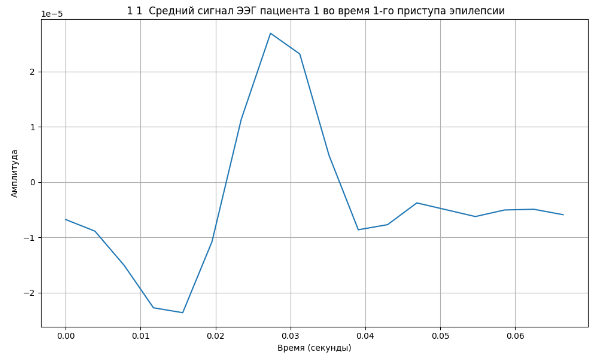 1 1  Средний сигнал ЭЭГ пациента 1 во время 1-го приступа эпилепсии
1e−5
2
1
0
−1
−2
Амплитуда
0.00 0.01 0.02 0.03 0.04 0.05 0.06
Время (секунды)